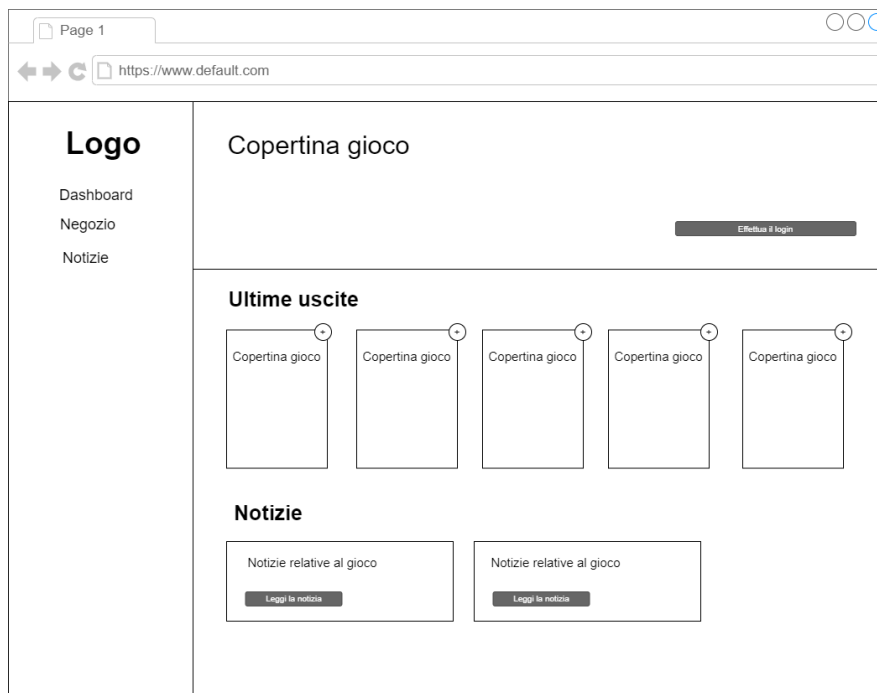 Page 1
https://www.default.com
Logo
Dashboard
Negozio
Notizie
Copertina gioco
Effettua il login
Ultime uscite
+ + + + +
Copertina gioco Copertina gioco Copertina gioco Copertina gioco Copertina gioco
Notizie
Notizie relative al gioco Notizie relative al gioco
Leggi la notizia Leggi la notizia